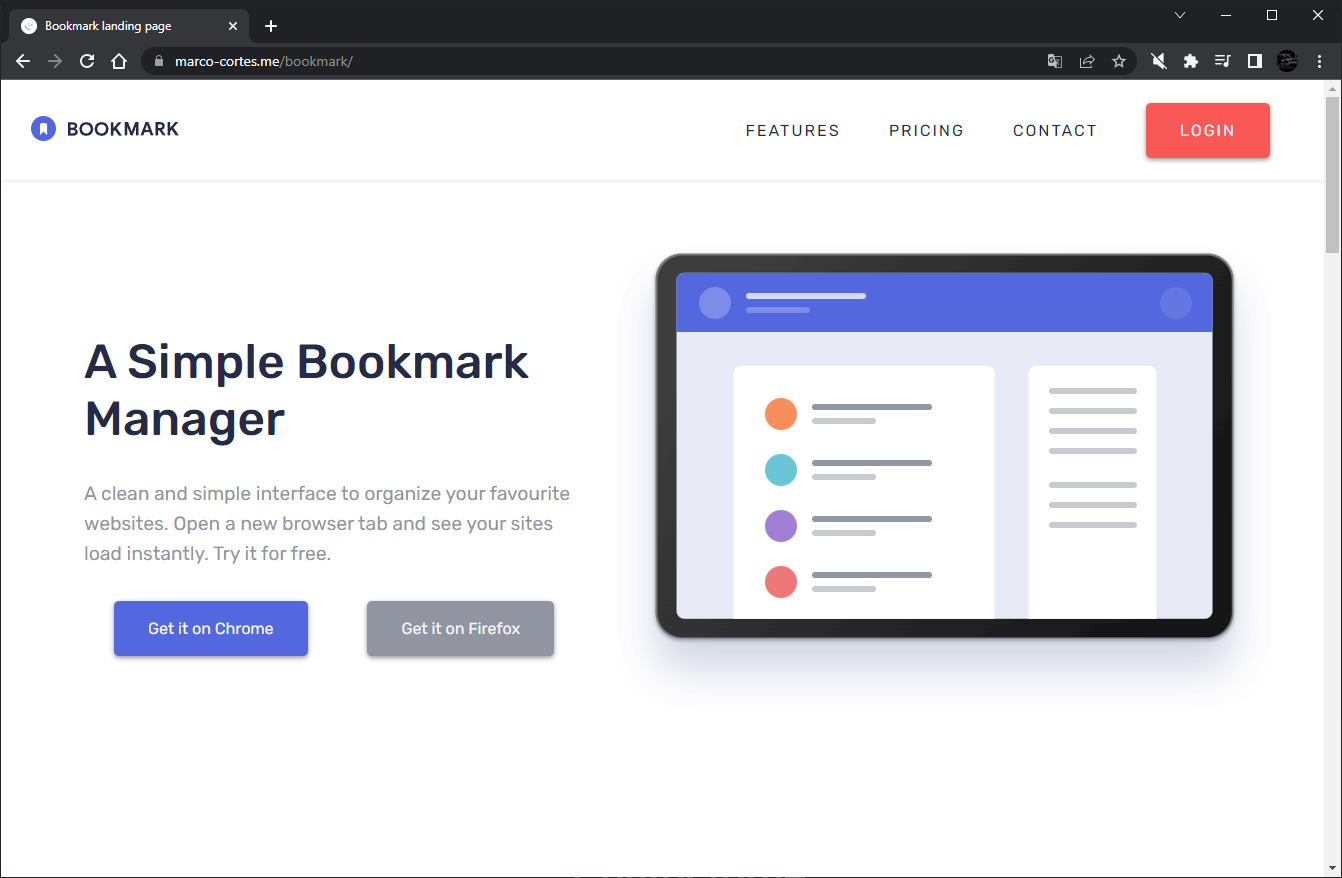 Bookmark landing page
marco-cortes.me/bookmark/
BOOKMARK
FEATURES
PRICING
CONTACT
LOGIN
A Simple Bookmark
Manager
A clean and simple interface to organize your favourite
websites. Open a new browser tab and see your sites
load instantly. Try it for free.
Get it on Chrome
Get it on Firefox